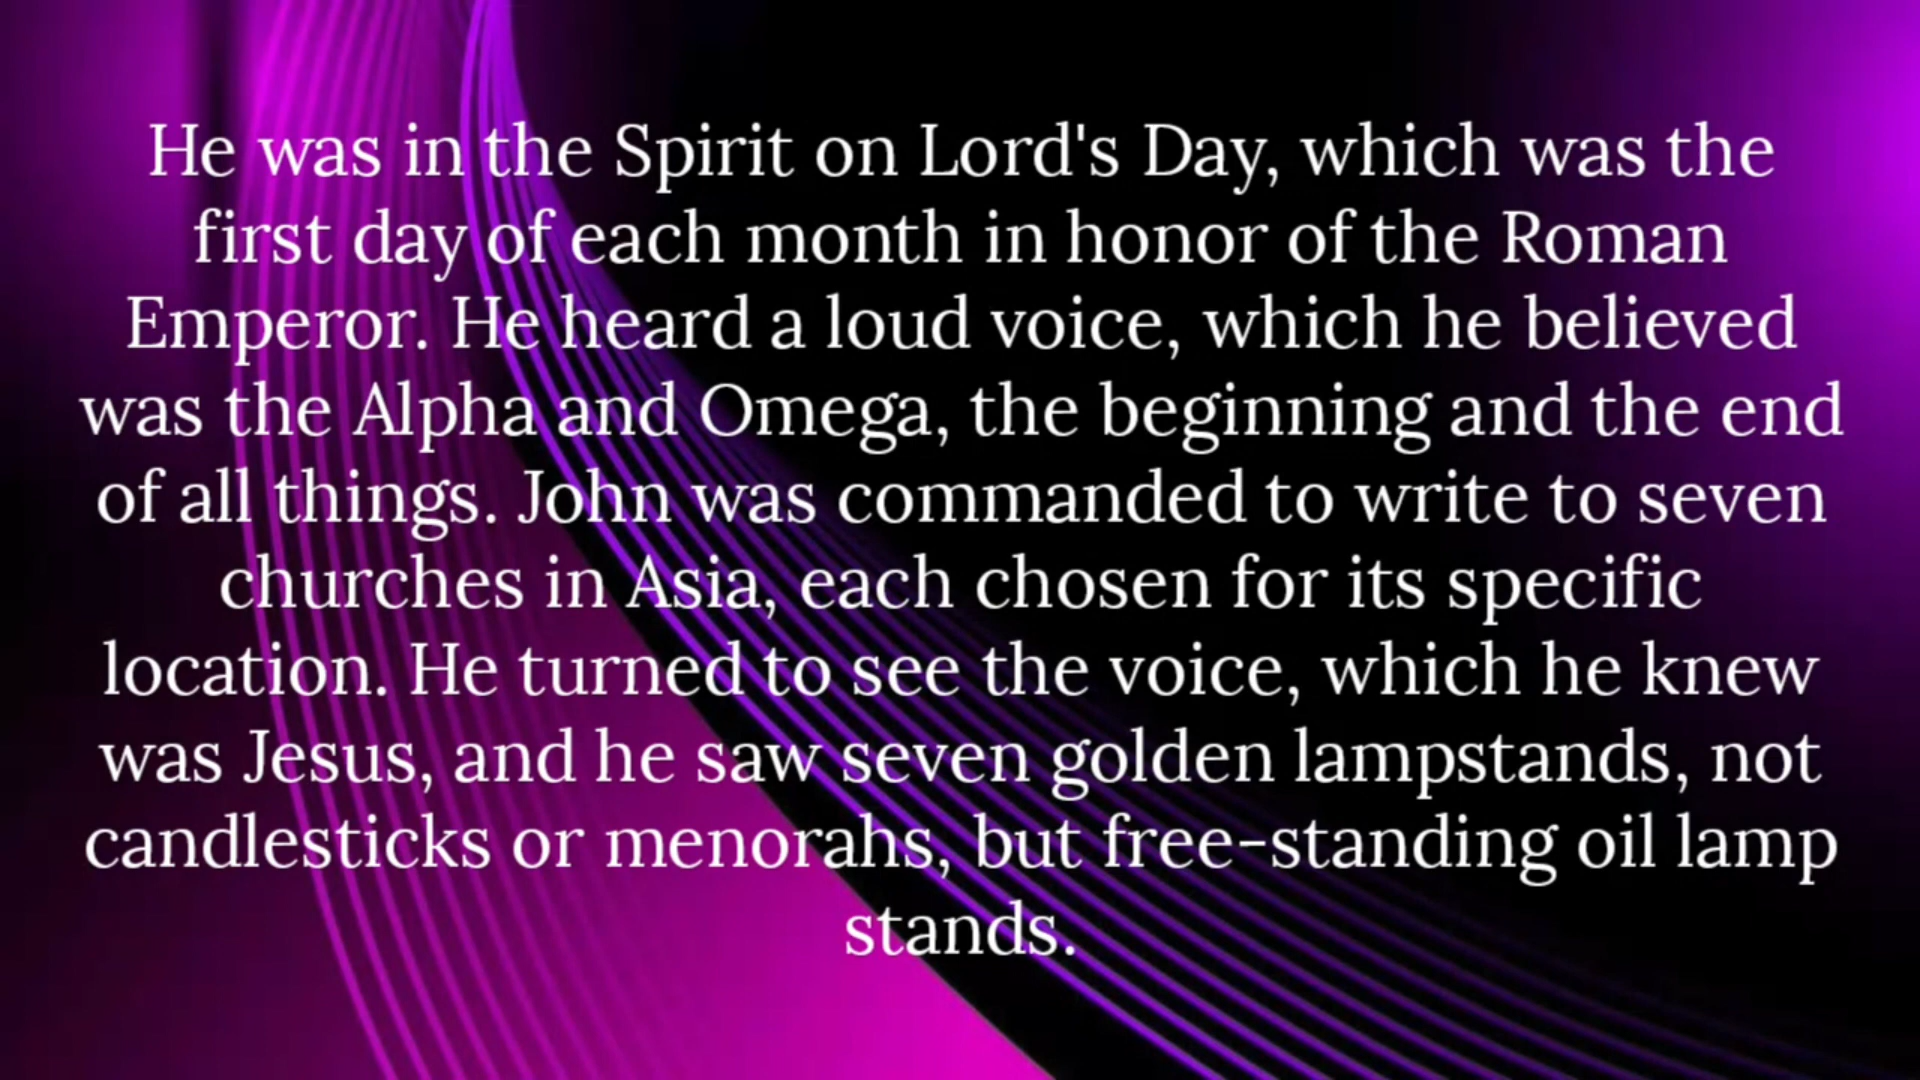 He was in the Spirit on Lord's Day, which was the
first day of each month in honor of the Roman
Emperor. He heard a loud voice, which he believed
was the Alpha and Omega, the beginning and the end
of all things. John was commanded to write to seven
churches in Asia, each chosen for its specific
location. He turned to see the voice, which he knew
was Jesus, and he saw seven golden lampstands, not
candlesticks or menorahs, but free-standing oil lamp
stands.